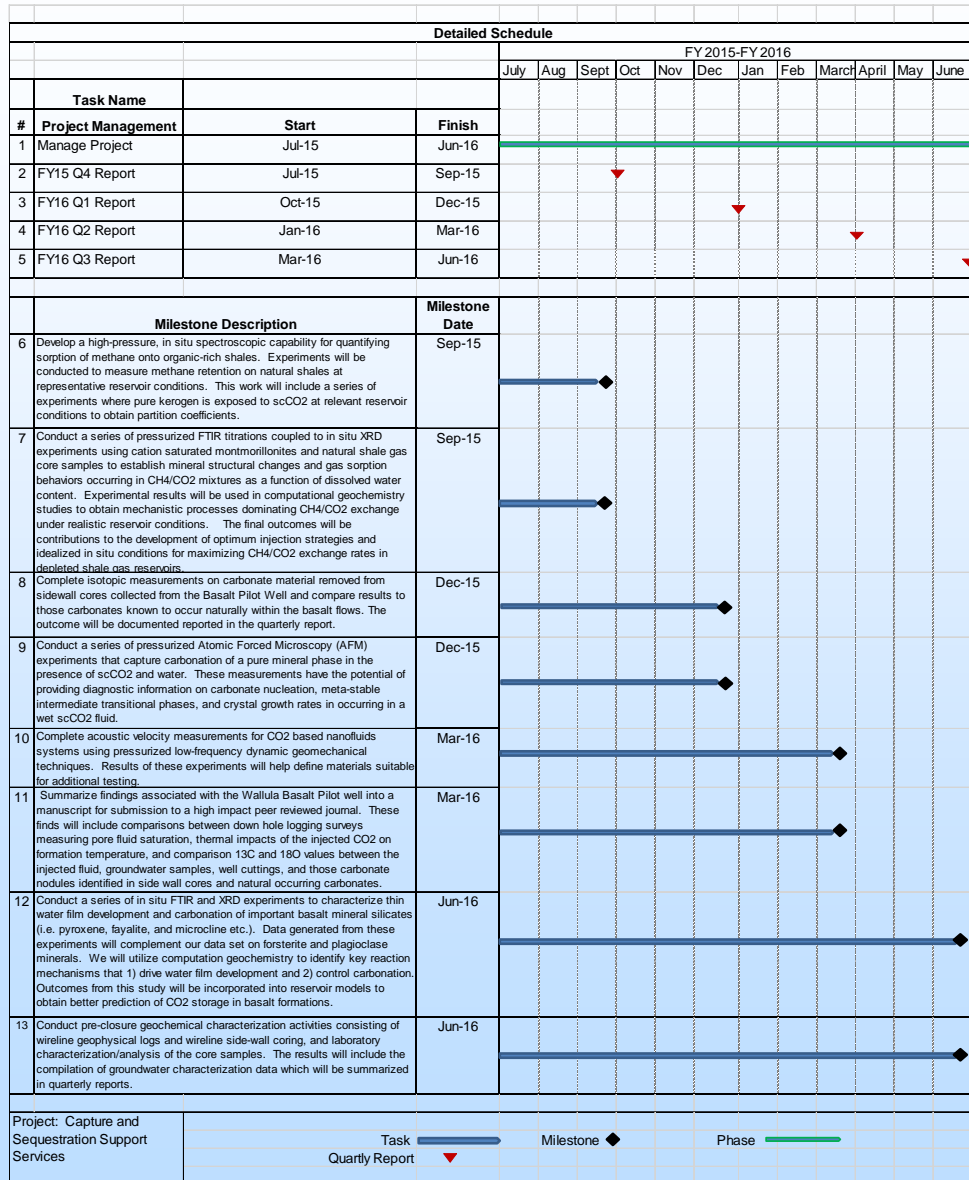 Detailed Schedule
FY 2015-FY 2016
July Aug Sept Oct Nov Dec Jan Feb March April May June
Task Name
# Project Management Start Finish
1 Manage Project Jul-15 Jun-16
2 FY15 Q4 Report Jul-15 Sep-15
3 FY16 Q1 Report Oct-15 Dec-15
4 FY16 Q2 Report Jan-16 Mar-16
5 FY16 Q3 Report Mar-16 Jun-16
Milestone Description Milestone
Date
6 Develop a high-pressure, in situ spectroscopic capability for quantifying Sep-15
sorption of methane onto organic-rich shales. Experiments will be
conducted to measure methane retention on natural shales at
representative reservoir conditions. This work will include a series of
experiments where pure kerogen is exposed to scCO2 at relevant reservoir
conditions to obtain partition coefficients.
7 Conduct a series of pressurized FTIR titrations coupled to in situ XRD Sep-15
experiments using cation saturated montmorillonites and natural shale gas
core samples to establish mineral structural changes and gas sorption
behaviors occurring in CH4/CO2 mixtures as a function of dissolved water
content. Experimental results will be used in computational geochemistry
studies to obtain mechanistic processes dominating CH4/CO2 exchange
under realistic reservoir conditions. The final outcomes will be
contributions to the development of optimum injection strategies and
idealized in situ conditions for maximizing CH4/CO2 exchange rates in
depleted shale gas reservoirs.
8 Complete isotopic measurements on carbonate material removed from Dec-15
sidewall cores collected from the Basalt Pilot Well and compare results to
those carbonates known to occur naturally within the basalt flows. The
outcome will be documented reported in the quarterly report.
9 Conduct a series of pressurized Atomic Forced Microscopy (AFM) Dec-15
experiments that capture carbonation of a pure mineral phase in the
presence of scCO2 and water. These measurements have the potential of
providing diagnostic information on carbonate nucleation, meta-stable
intermediate transitional phases, and crystal growth rates in occurring in a
wet scCO2 fluid.
10 Complete acoustic velocity measurements for CO2 based nanofluids Mar-16
systems using pressurized low-frequency dynamic geomechanical
techniques. Results of these experiments will help define materials suitable
for additional testing.
11 Summarize findings associated with the Wallula Basalt Pilot well into a Mar-16
manuscript for submission to a high impact peer reviewed journal. These
finds will include comparisons between down hole logging surveys
measuring pore fluid saturation, thermal impacts of the injected CO2 on
formation temperature, and comparison 13C and 18O values between the
injected fluid, groundwater samples, well cuttings, and those carbonate
nodules identified in side wall cores and natural occurring carbonates.
12 Conduct a series of in situ FTIR and XRD experiments to characterize thin Jun-16
water film development and carbonation of important basalt mineral silicates
(i.e. pyroxene, fayalite, and microcline etc.). Data generated from these
experiments will complement our data set on forsterite and plagioclase
minerals. We will utilize computation geochemistry to identify key reaction
mechanisms that 1) drive water film development and 2) control carbonation.
Outcomes from this study will be incorporated into reservoir models to
obtain better prediction of CO2 storage in basalt formations.
13 Conduct pre-closure geochemical characterization activities consisting of Jun-16
wireline geophysical logs and wireline side-wall coring, and laboratory
characterization/analysis of the core samples. The results will include the
compilation of groundwater characterization data which will be summarized
in quarterly reports.
Project: Capture and
Sequestration Support
Services
Task Milestone Phase
Quartly Report